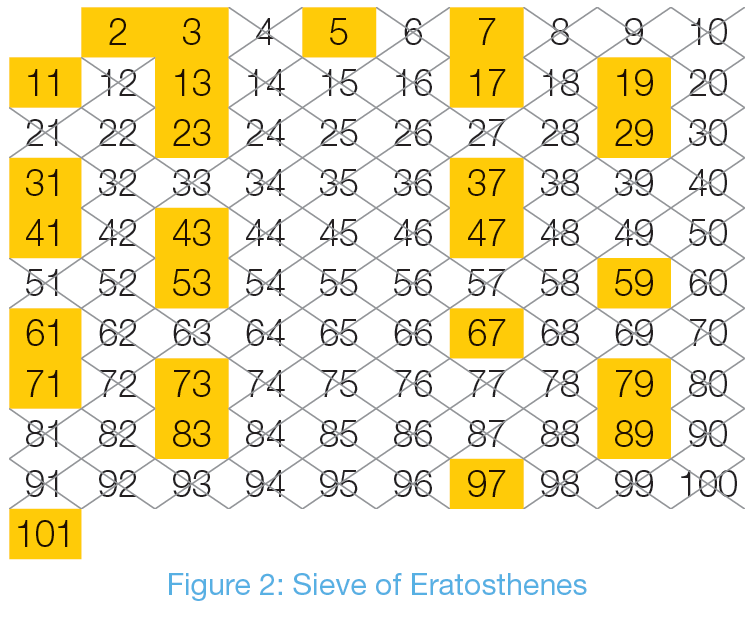 2 3 4 5 6 7 8 9 10
11 12 13 14 15 16 17 18 19 20
21 22 23 24 25 26 27 28 29 30
31 32 33 34 35 36 37 38 39 40
41 42 43 44 45 46 47 48 49 50
51 52 53 54 55 56 57 58 59 60
61 62 63 64 65 66 67 68 69 70
71 72 73 74 75 76 77 78 79 80
81 82 83 84 85 86 87 88 89 90
91 92 93 94 95 96 97 98 99 100
101
Figure 2: Sieve of Eratosthenes